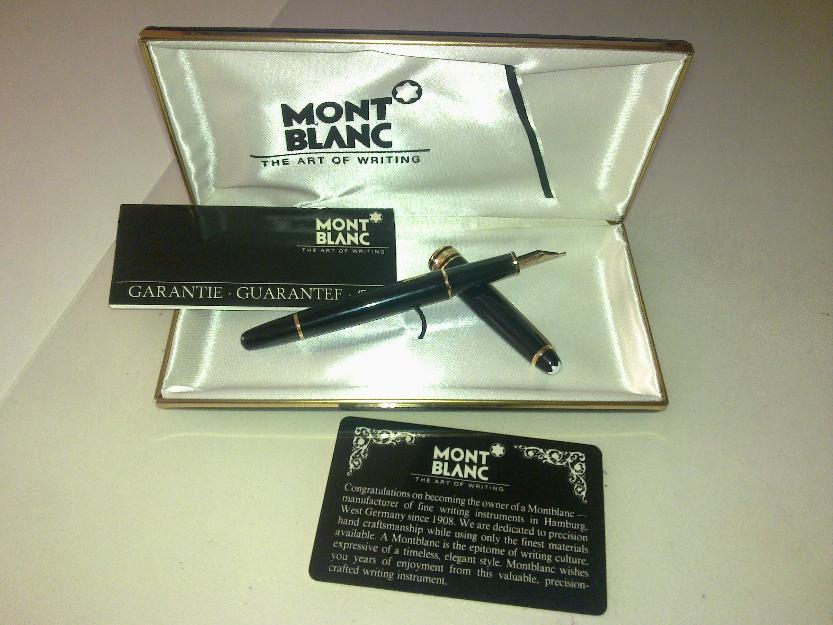 MONT
BLANC
THE ART OF WRITING
MONT
BLANC
THE ART OF WRITING
GARANTIE · GUARANTEE ·
MONT
BLANC
THE ART OF WRITING
Congratulations on becoming the owner of a Montblanc —
manufacturer of fine writing instruments in Hamburg,
West Germany since 1908. We are dedicated to precision
hand craftsmanship while using only the finest materials
available. A Montblanc is the epitome of writing culture,
expressive of a timeless, elegant style. Montblanc wishes
you years of enjoyment from this valuable, precision-
crafted writing instrument.